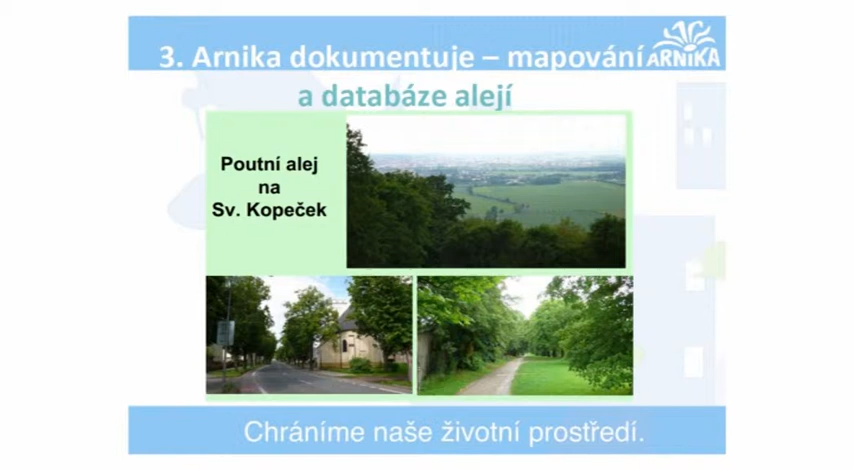 3. Arnika dokumentuje – mapování
ARNIKA
a databáze alejí
Poutní alej
na
Sv. Kopeček
Chráníme naše životní prostředí.